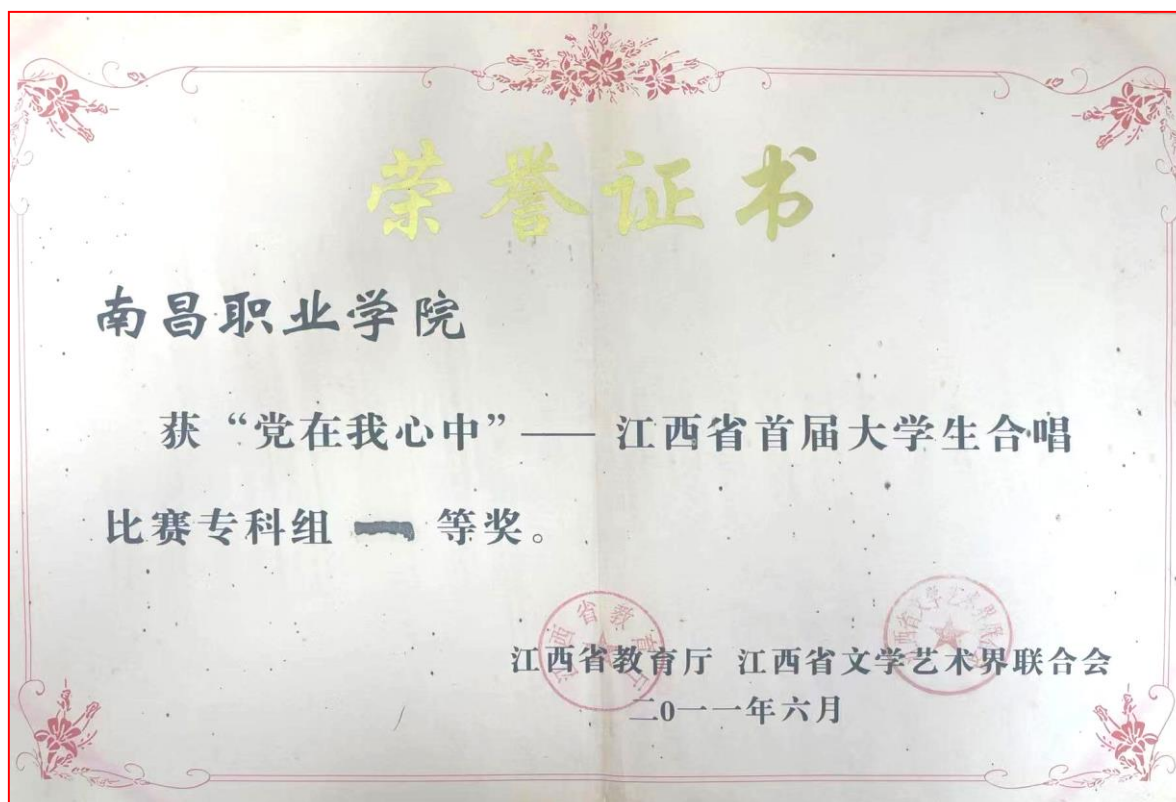 荣誉证书
南昌职业学院
获“党在我心中”—— 江西省首届大学生合唱
比赛专科组 一 等奖。
江西省教育厅 江西省文学艺术界联合会
二0一一年六月